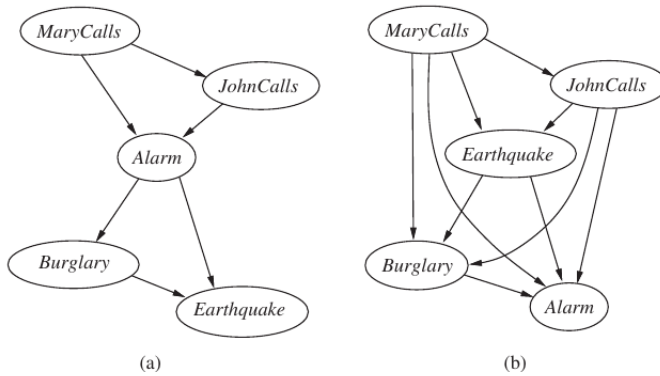 MaryCalls
JohnCalls
Alarm
Burglary
Earthquake
(a)
MaryCalls
JohnCalls
Earthquake
Burglary
Alarm
(b)